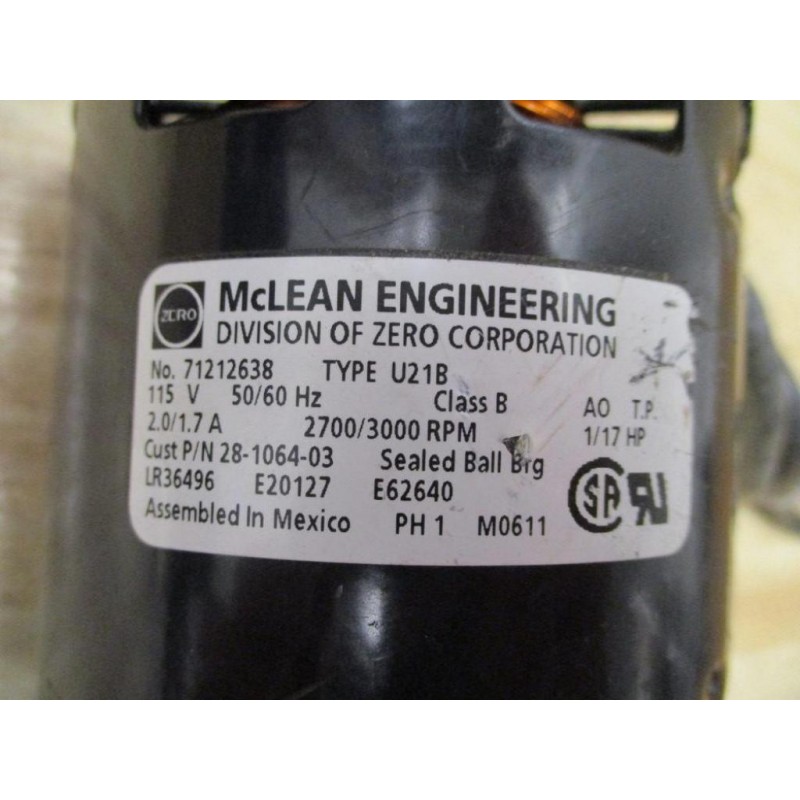 ZERO
McLEAN ENGINEERING
DIVISION OF ZERO CORPORATION
No. 71212638 TYPE U21B
115 V 50/60 Hz Class B AO T.P.
2.0/1.7 A 2700/3000 RPM 1/17 HP
Cust P/N 28-1064-03 Sealed Ball Brg
LR36496 E20127 E62640 SA RU
Assembled In Mexico PH 1 M0611